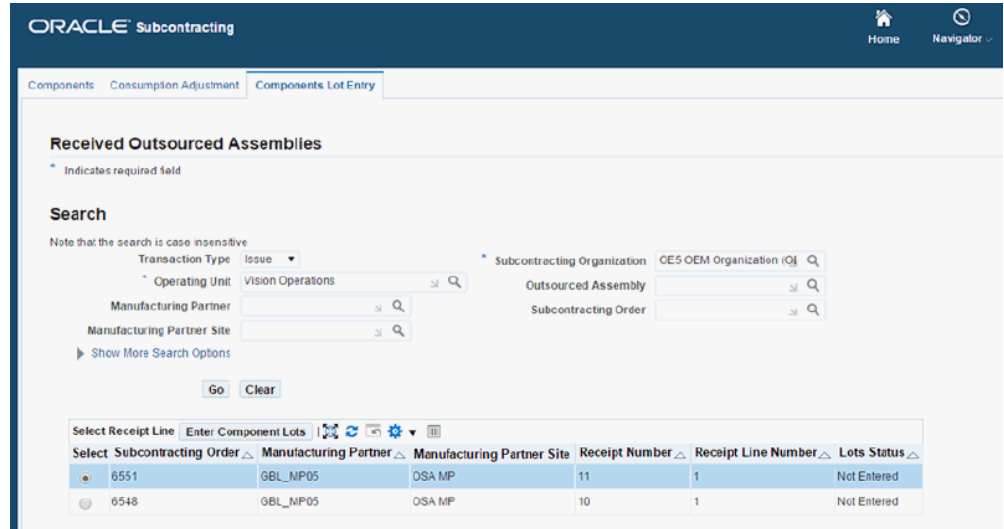 ORACLE® Subcontracting
Home
Navigator
Components Consumption Adjustment Components Lot Entry
Received Outsourced Assemblies
* Indicates required field
Search
Note that the search is case insensitive
Transaction Type Issue * Subcontracting Organization OE5 OEM Organization
* Operating Unit Vision Operations Outsourced Assembly
Manufacturing Partner Subcontracting Order
Manufacturing Partner Site
Show More Search Options
Go Clear
Select Receipt Line Enter Component Lots
Select Subcontracting Order Manufacturing Partner Manufacturing Partner Site Receipt Number Receipt Line Number Lots Status
6551 GBL_MP05 OSA MP 11 1 Not Entered
6548 GBL_MP05 OSA MP 10 1 Not Entered